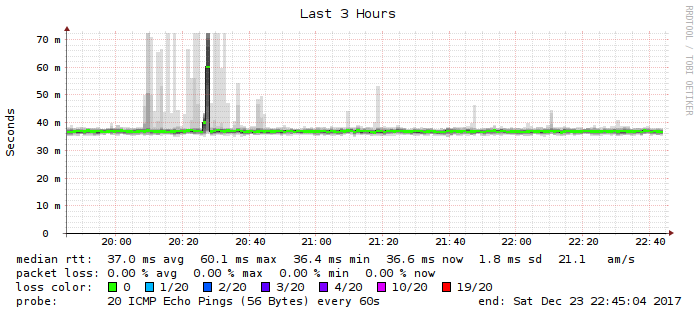 Last 3 Hours
RRDTOOL / TOBI OETIKER
Seconds
70 m
60 m
50 m
40 m
30 m
20 m
10 m
0
20:00 20:20 20:40 21:00 21:20 21:40 22:00 22:20 22:40
median rtt: 37.0 ms avg 60.1 ms max 36.4 ms min 36.6 ms now 1.8 ms sd 21.1 am/s
packet loss: 0.00 % avg 0.00 % max 0.00 % min 0.00 % now
loss color: 0 1/20 2/20 3/20 4/20 10/20 19/20
probe: 20 ICMP Echo Pings (56 Bytes) every 60s end: Sat Dec 23 22:45:04 2017